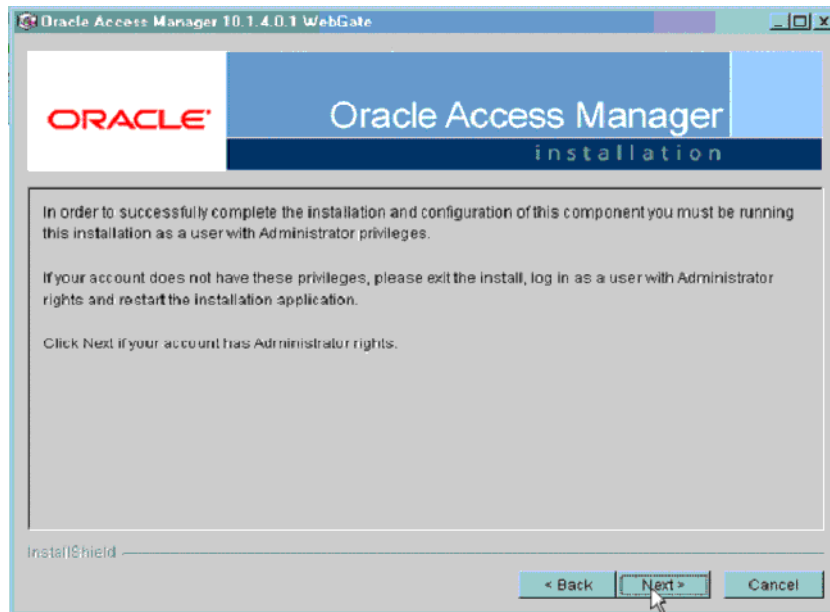 Oracle Access Manager 10.1.4.0.1 WebGate
ORACLE®
Oracle Access Manager
installation
In order to successfully complete the installation and configuration of this component you must be running
this installation as a user with Administrator privileges.
If your account does not have these privileges, please exit the install, log in as a user with Administrator
rights and restart the installation application.
Click Next if your account has Administrator rights.
InstallShield
< Back
Next >
Cancel